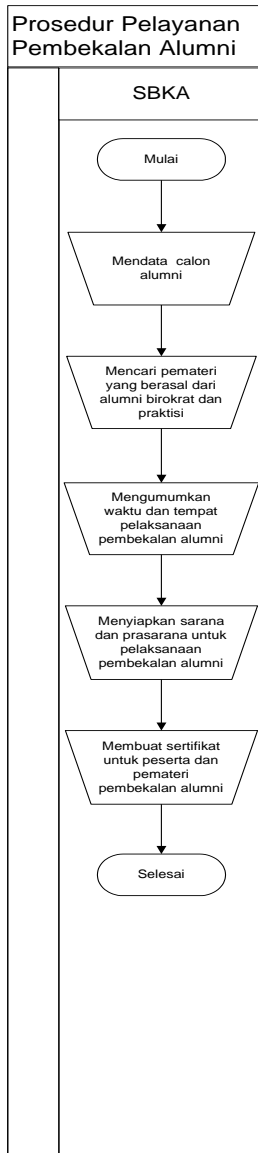 Prosedur Pelayanan
Pembekalan Alumni
SBKA
Mulai
Mendata calon
alumni
Mencari pemateri
yang berasal dari
alumni birokrat dan
praktisi
Mengumumkan
waktu dan tempat
pelaksanaan
pembekalan alumni
Menyiapkan sarana
dan prasarana untuk
pelaksanaan
pembekalan alumni
Membuat sertifikat
untuk peserta dan
pemateri
pembekalan alumni
Selesai